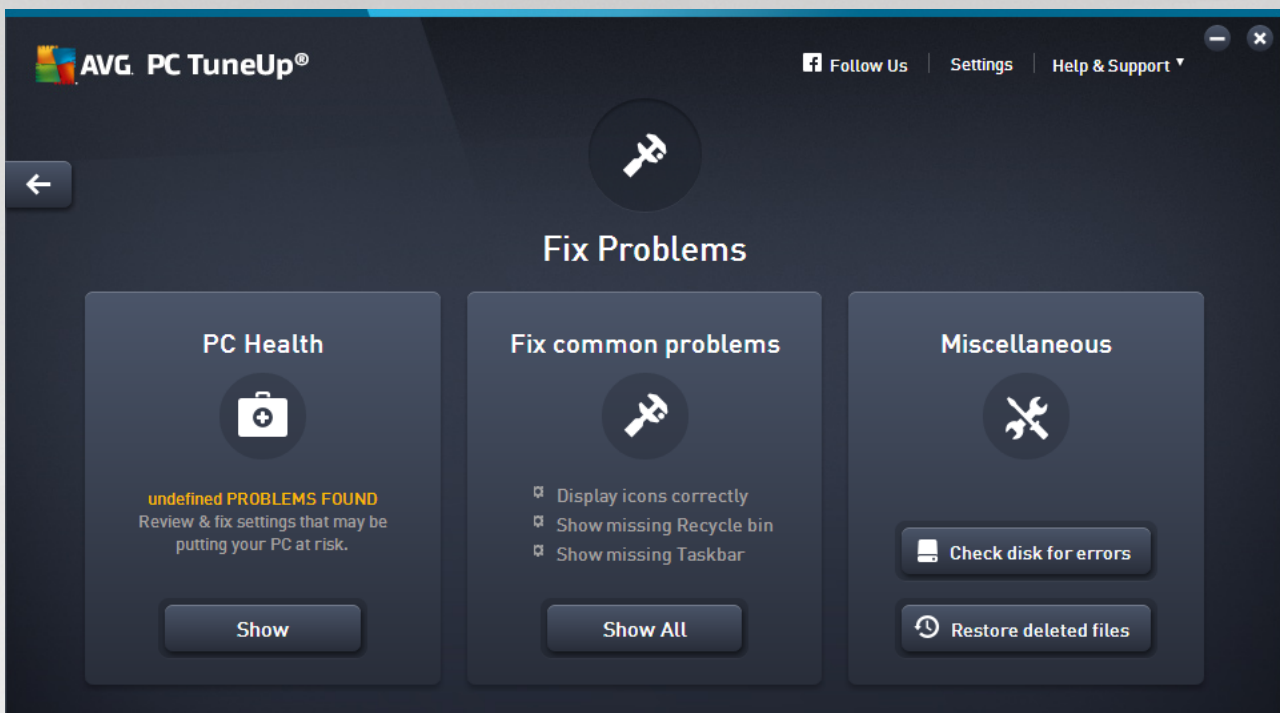 AVG. PC TuneUp®
Follow Us
Settings
Help & Support
Fix Problems
PC Health
undefined PROBLEMS FOUND
Review & fix settings that may be
putting your PC at risk.
Show
Fix common problems
Display icons correctly
Show missing Recycle bin
Show missing Taskbar
Show All
Miscellaneous
Check disk for errors
Restore deleted files